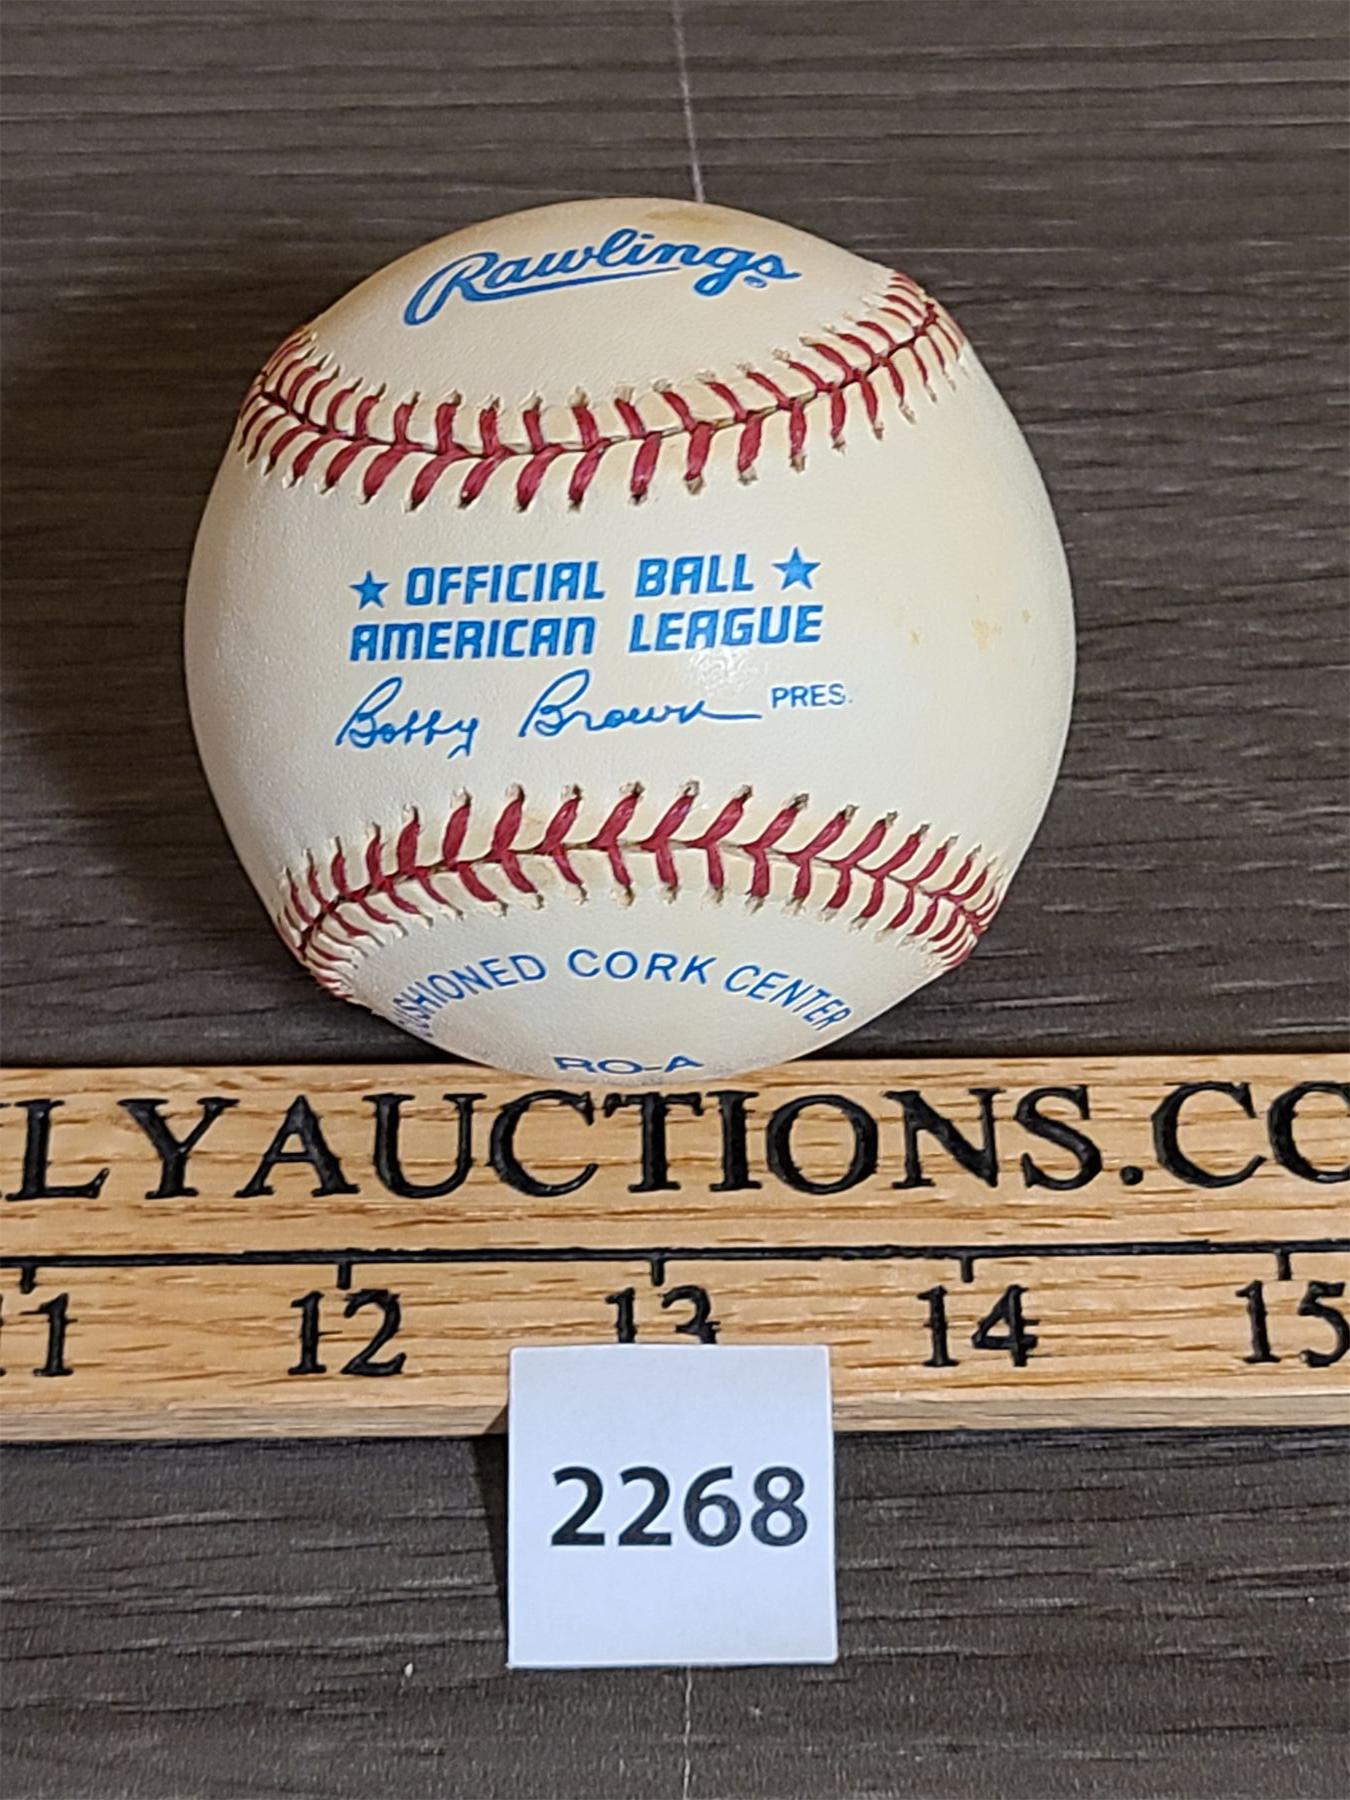 Rawlings®
★ OFFICIAL BALL ★
AMERICAN LEAGUE
Bobby Brown PRES.
CUSHIONED CORK CENTER
RO-A
LYAUCTIONS.CO
11 12 13 14 15
2268